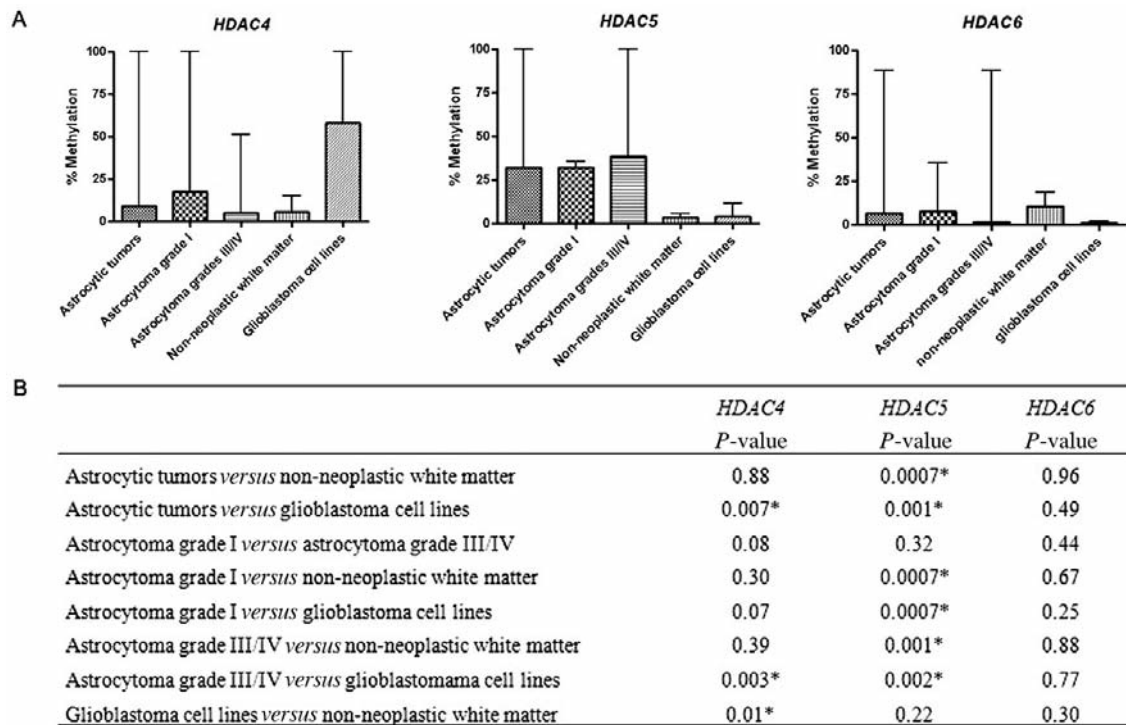 A
HDAC4
HDAC5
HDAC6
% Methylation
100
75
50
25
0
Astrocytic tumors
Astrocytoma grade I
Astrocytoma grades III/IV
Non-neoplastic white matter
Glioblastoma cell lines
% Methylation
100
75
50
25
0
Astrocytic tumors
Astrocytoma grade I
Astrocytoma grades III/IV
Non-neoplastic white matter
Glioblastoma cell lines
% Methylation
100
75
50
25
0
Astrocytic tumors
Astrocytoma grade I
Astrocytoma grades III/IV
non-neoplastic white matter
glioblastoma cell lines
B
HDAC4 HDAC5 HDAC6
P-value P-value P-value
Astrocytic tumors versus non-neoplastic white matter 0.88 0.0007* 0.96
Astrocytic tumors versus glioblastoma cell lines 0.007* 0.001* 0.49
Astrocytoma grade I versus astrocytoma grade III/IV 0.08 0.32 0.44
Astrocytoma grade I versus non-neoplastic white matter 0.30 0.0007* 0.67
Astrocytoma grade I versus glioblastoma cell lines 0.07 0.0007* 0.25
Astrocytoma grade III/IV versus non-neoplastic white matter 0.39 0.001* 0.88
Astrocytoma grade III/IV versus glioblastomama cell lines 0.003* 0.002* 0.77
Glioblastoma cell lines versus non-neoplastic white matter 0.01* 0.22 0.30